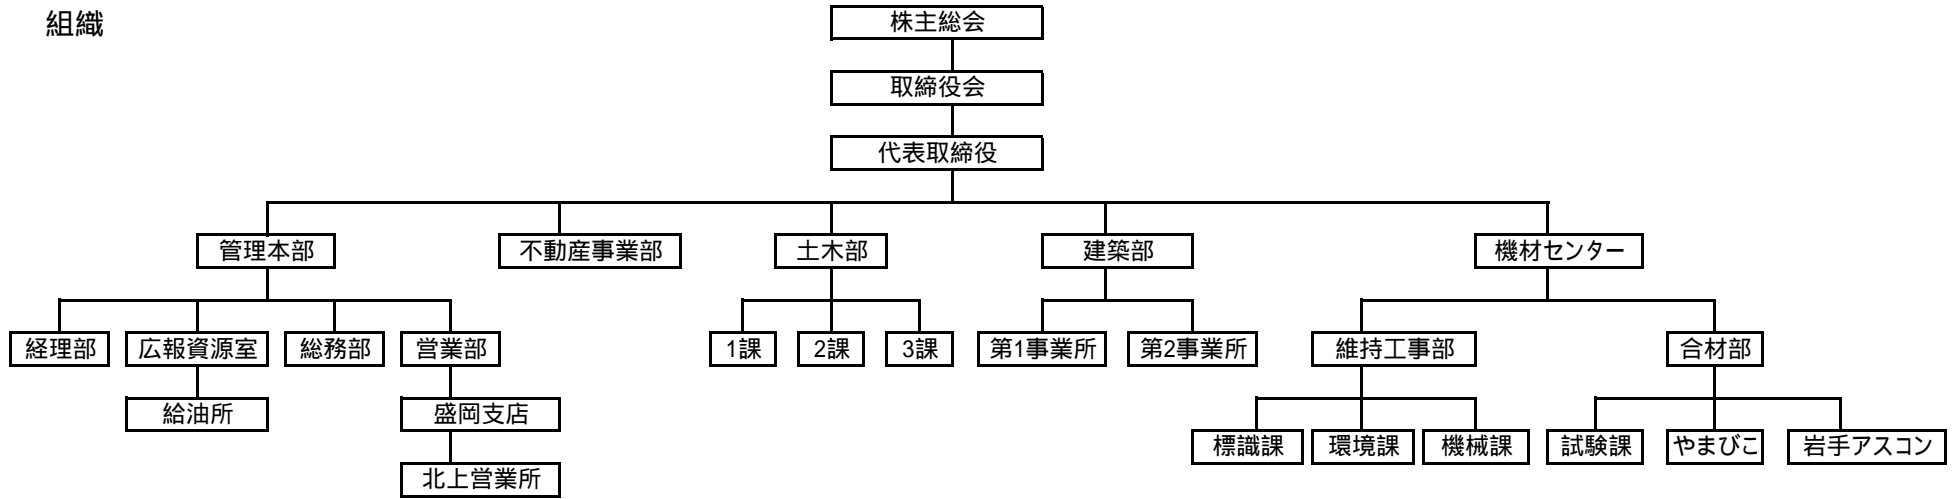 組織
株主総会
取締役会
代表取締役
管理本部
不動産事業部
土木部
建築部
機材センター
経理部
広報資源室
総務部
営業部
1課
2課
3課
第1事業所
第2事業所
維持工事部
合材部
給油所
盛岡支店
標識課
環境課
機械課
試験課
やまびこ
岩手アスコン
北上営業所